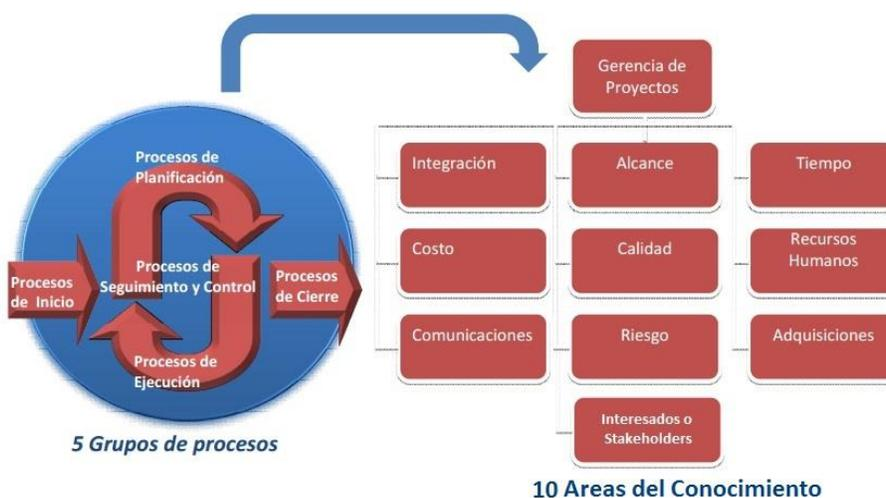 Procesos de
Planificación
Procesos
de Inicio
Procesos de
Seguimiento y Control
Procesos
de Cierre
Procesos de
Ejecución
5 Grupos de procesos
Gerencia de
Proyectos
Integración
Alcance
Tiempo
Costo
Calidad
Recursos
Humanos
Comunicaciones
Riesgo
Adquisiciones
Interesados o
Stakeholders
10 Areas del Conocimiento